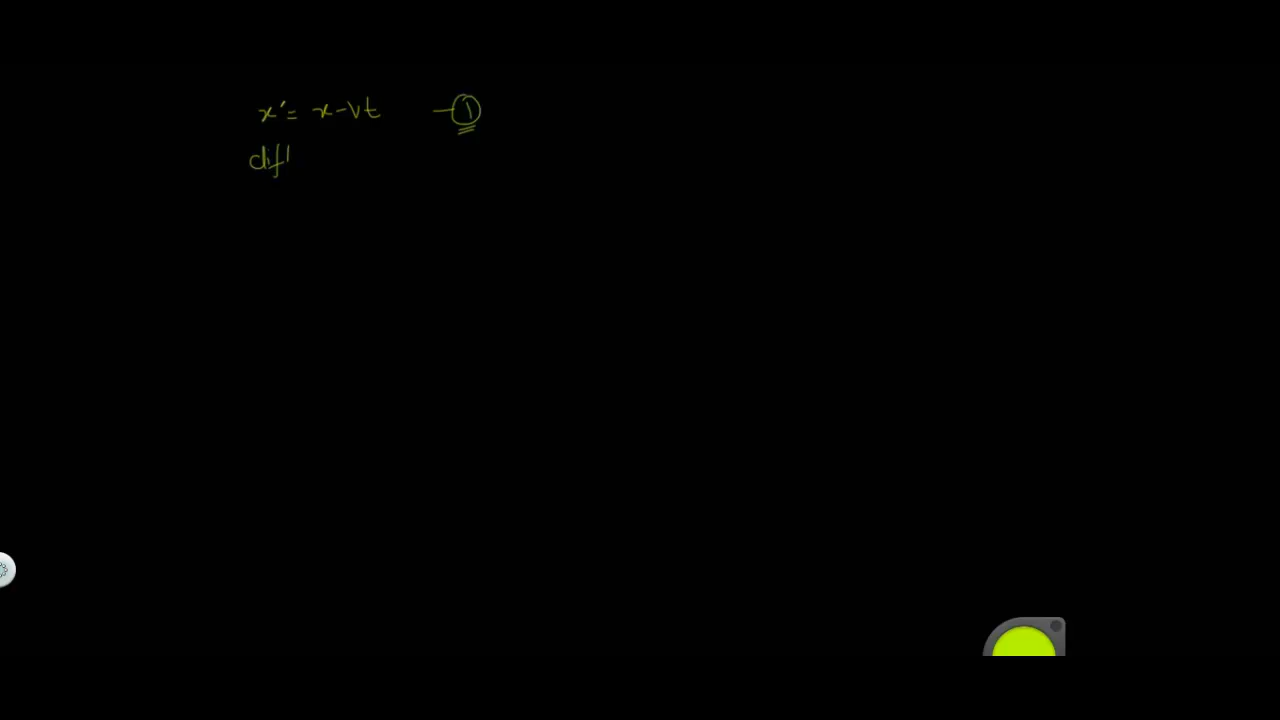 x' = x - vt —①
dif